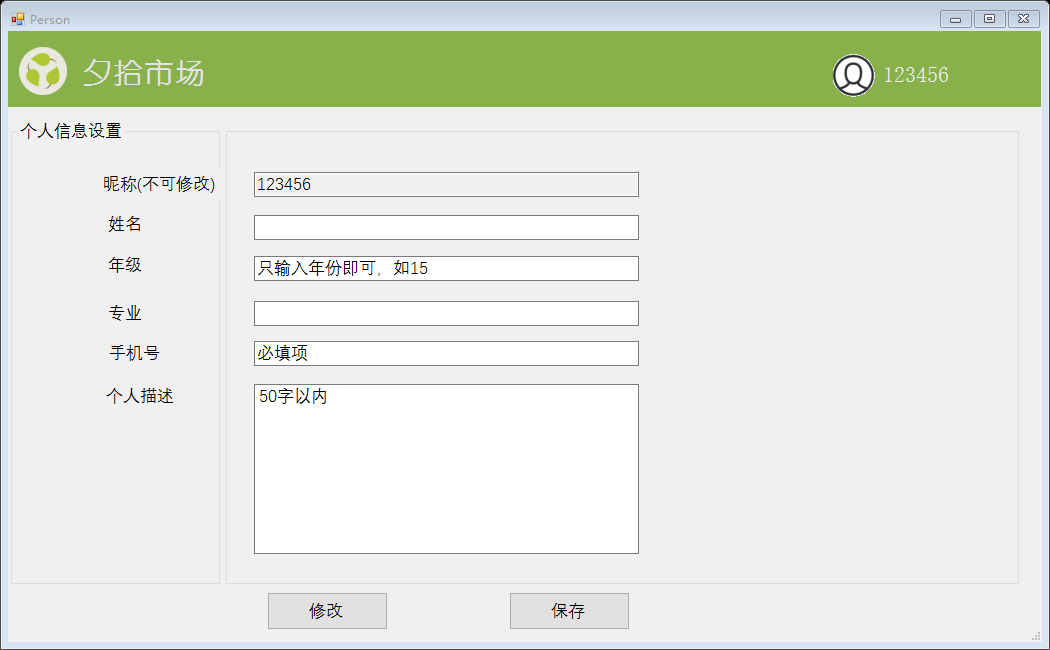 Person
夕拾市场
123456
个人信息设置
昵称(不可修改) 123456
姓名
年级 只输入年份即可，如15
专业
手机号 必填项
个人描述 50字以内
修改 保存